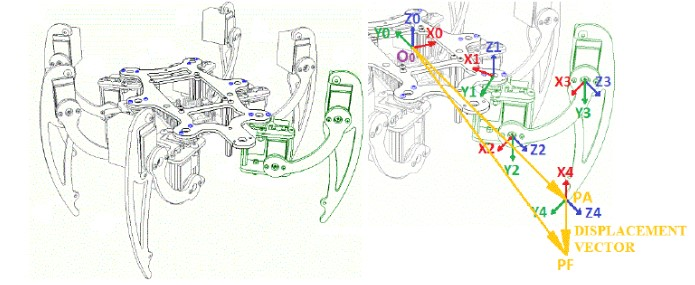 Z0
Y0
X0
O0
Z1
X1
Y1
X3
Z3
Y3
X2
Z2
Y2
X4
PA
Y4
Z4
DISPLACEMENT
VECTOR
PF